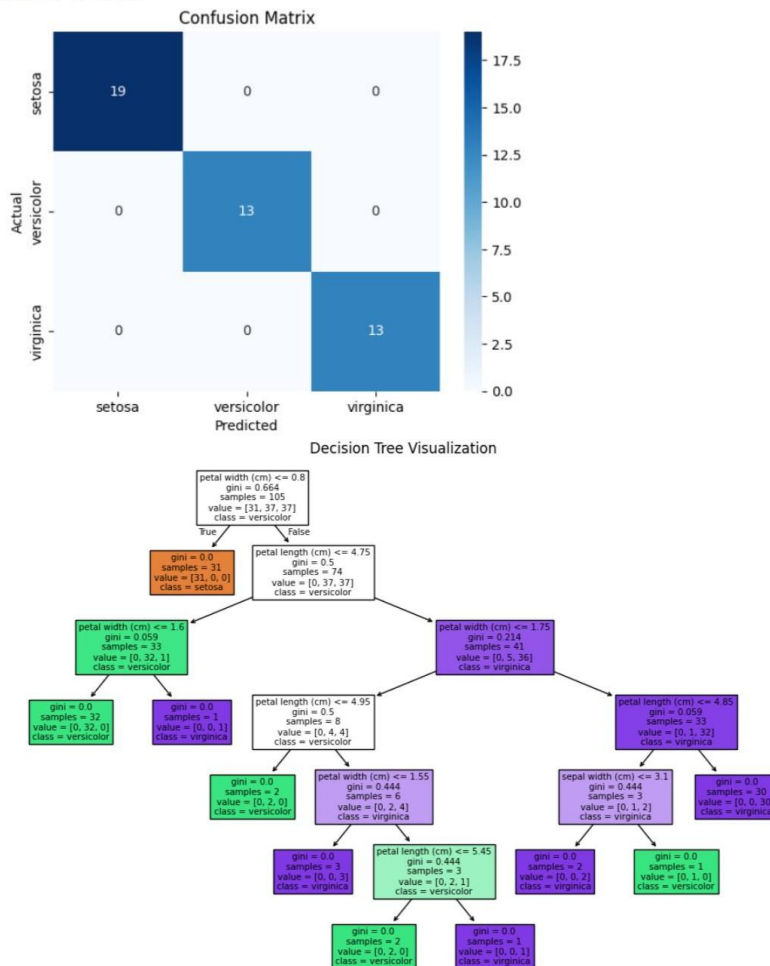 Confusion Matrix
setosa
19
0
0
17.5
15.0
12.5
Actual
versicolor
0
13
0
10.0
7.5
5.0
virginica
0
0
13
2.5
0.0
setosa
versicolor
virginica
Predicted
Decision Tree Visualization
petal width (cm) <= 0.8
gini = 0.664
samples = 105
value = [31, 37, 37]
class = versicolor
True
False
gini = 0.0
samples = 31
value = [31, 0, 0]
class = setosa
petal length (cm) <= 4.75
gini = 0.5
samples = 74
value = [0, 37, 37]
class = versicolor
petal width (cm) <= 1.6
gini = 0.059
samples = 33
value = [0, 32, 1]
class = versicolor
petal width (cm) <= 1.75
gini = 0.214
samples = 41
value = [0, 5, 36]
class = virginica
gini = 0.0
samples = 32
value = [0, 32, 0]
class = versicolor
gini = 0.0
samples = 1
value = [0, 0, 1]
class = virginica
petal length (cm) <= 4.95
gini = 0.5
samples = 8
value = [0, 4, 4]
class = versicolor
petal length (cm) <= 4.85
gini = 0.059
samples = 33
value = [0, 1, 32]
class = virginica
gini = 0.0
samples = 2
value = [0, 2, 0]
class = versicolor
petal width (cm) <= 1.55
gini = 0.444
samples = 6
value = [0, 2, 4]
class = virginica
sepal width (cm) <= 3.1
gini = 0.444
samples = 3
value = [0, 1, 2]
class = virginica
gini = 0.0
samples = 30
value = [0, 0, 30]
class = virginica
gini = 0.0
samples = 3
value = [0, 0, 3]
class = virginica
petal length (cm) <= 5.45
gini = 0.444
samples = 3
value = [0, 2, 1]
class = versicolor
gini = 0.0
samples = 2
value = [0, 0, 2]
class = virginica
gini = 0.0
samples = 1
value = [0, 1, 0]
class = versicolor
gini = 0.0
samples = 2
value = [0, 2, 0]
class = versicolor
gini = 0.0
samples = 1
value = [0, 0, 1]
class = virginica